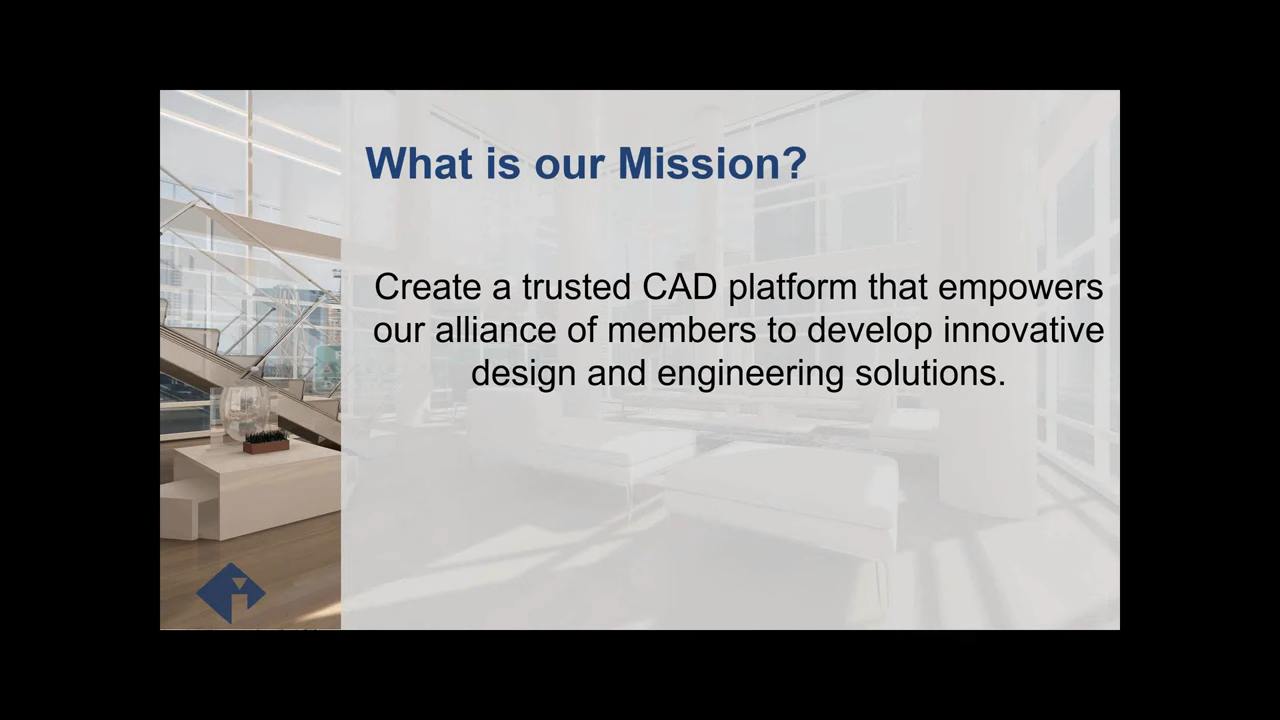 What is our Mission?
Create a trusted CAD platform that empowers
our alliance of members to develop innovative
design and engineering solutions.